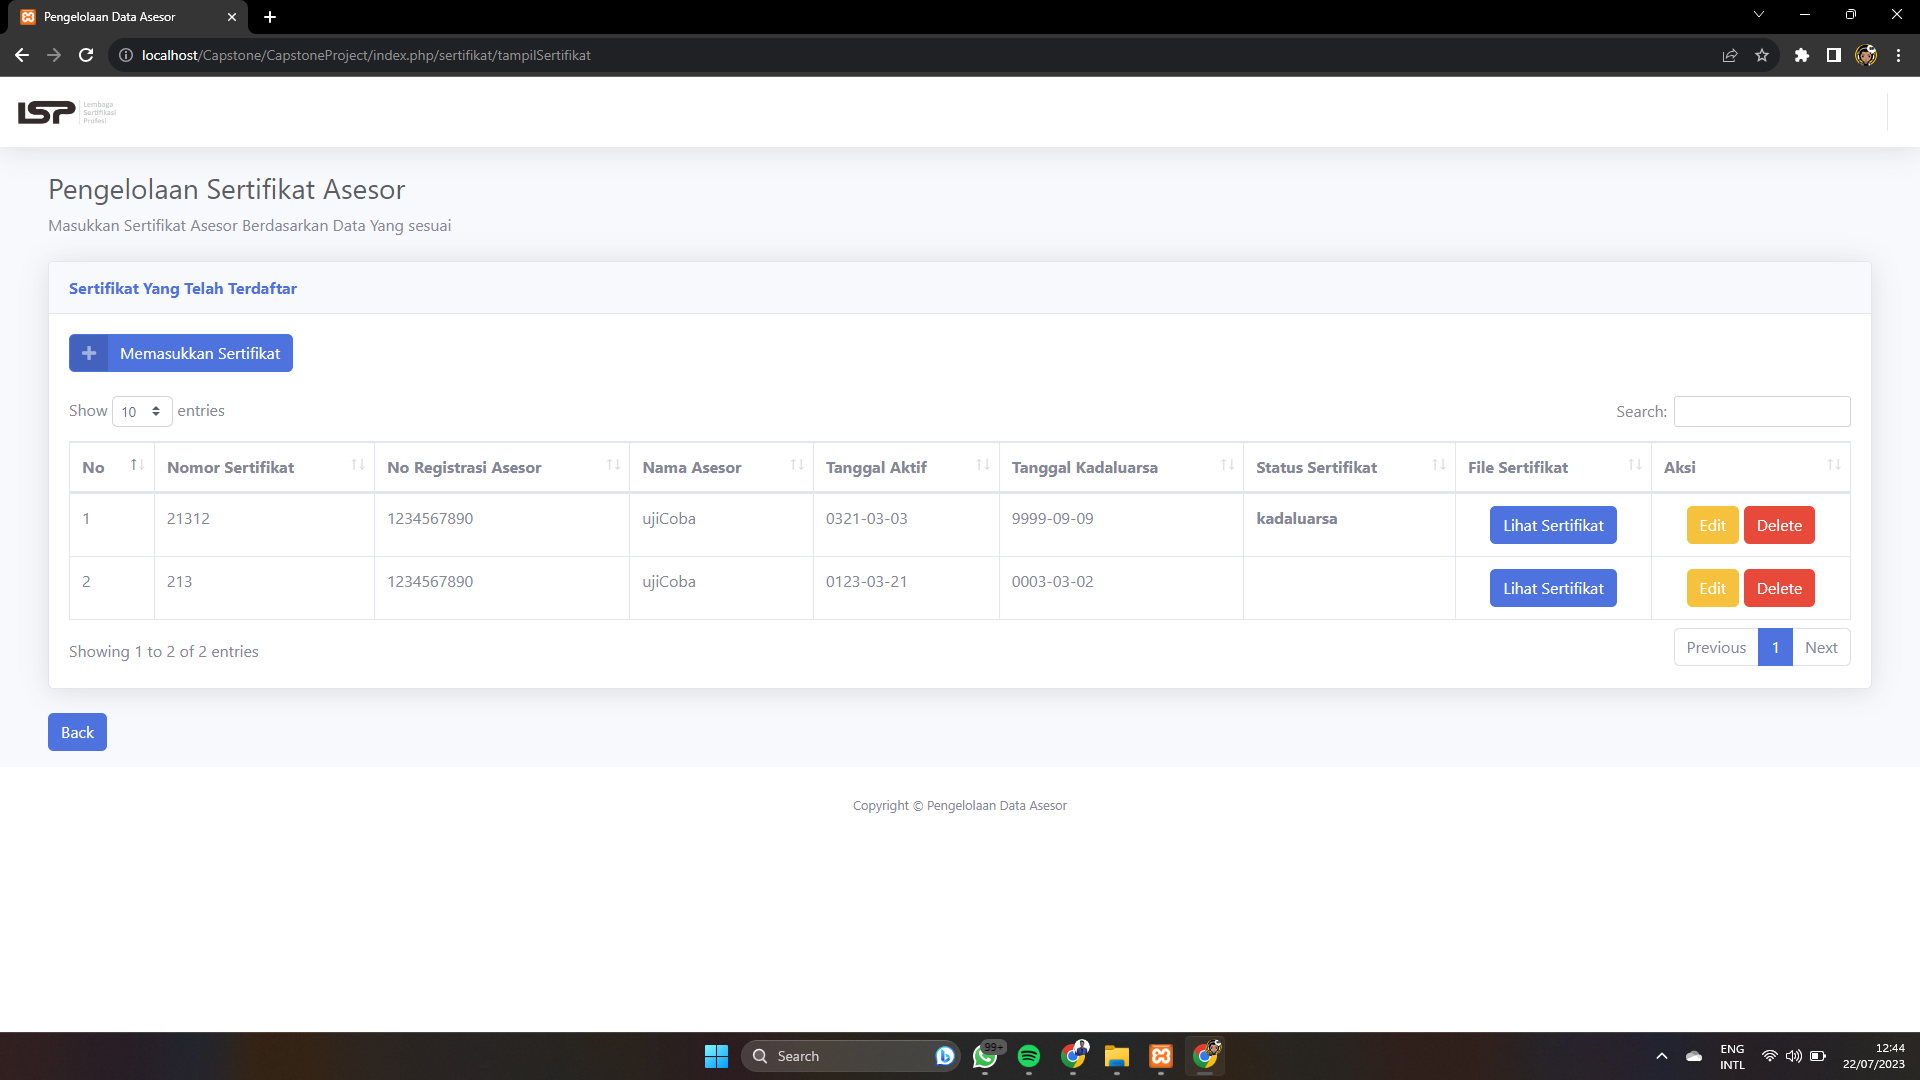 Pengelolaan Data Asesor
localhost/Capstone/CapstoneProject/index.php/sertifikat/tampilSertifikat
LSP Lembaga
Sertifikasi
Profesi
Pengelolaan Sertifikat Asesor
Masukkan Sertifikat Asesor Berdasarkan Data Yang sesuai
Sertifikat Yang Telah Terdaftar
+ Memasukkan Sertifikat
Show 10 entries Search:
No Nomor Sertifikat No Registrasi Asesor Nama Asesor Tanggal Aktif Tanggal Kadaluarsa Status Sertifikat File Sertifikat Aksi
1 21312 1234567890 ujiCoba 0321-03-03 9999-09-09 kadaluarsa Lihat Sertifikat Edit Delete
2 213 1234567890 ujiCoba 0123-03-21 0003-03-02 Lihat Sertifikat Edit Delete
Showing 1 to 2 of 2 entries Previous 1 Next
Back
Copyright © Pengelolaan Data Asesor
Search 99+ ENG 12:44
INTL 22/07/2023